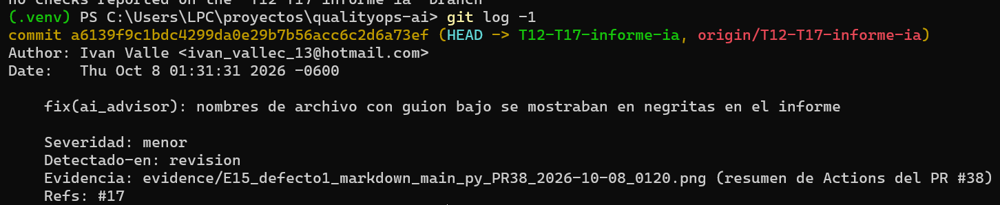 no checks reported on the 'T12-T17-informe-ia' branch
(.venv) PS C:\Users\LPC\proyectos\qualityops-ai> git log -1
commit a6139f9c1bdc4299da0e29b7b56acc6c2d6a73ef (HEAD -> T12-T17-informe-ia, origin/T12-T17-informe-ia)
Author: Ivan Valle <ivan_vallec_13@hotmail.com>
Date:   Thu Oct 8 01:31:31 2026 -0600
fix(ai_advisor): nombres de archivo con guion bajo se mostraban en negritas en el informe
Severidad: menor
Detectado-en: revision
Evidencia: evidence/E15_defecto1_markdown_main_py_PR38_2026-10-08_0120.png (resumen de Actions del PR #38)
Refs: #17